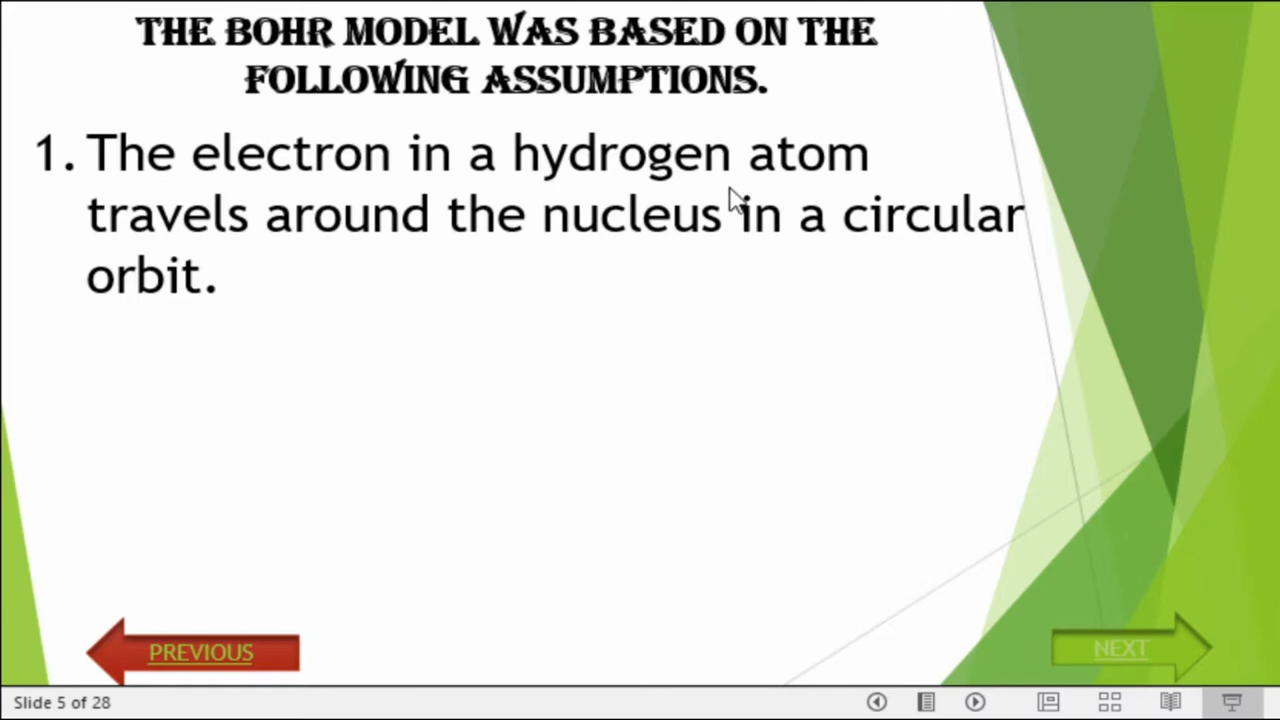 THE BOHR MODEL WAS BASED ON THE
FOLLOWING ASSUMPTIONS.
1. The electron in a hydrogen atom
travels around the nucleus in a circular
orbit.
PREVIOUS
NEXT
Slide 5 of 28